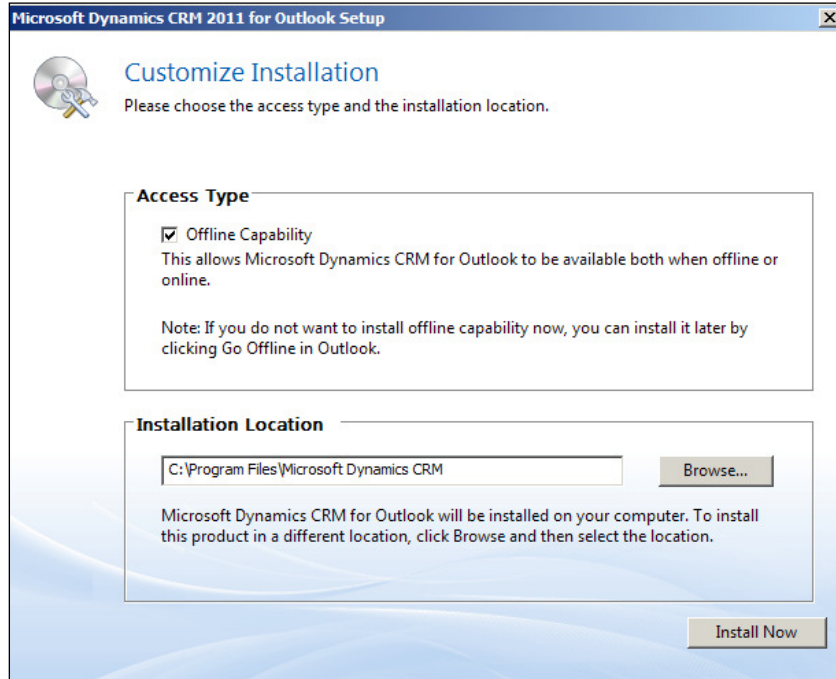 Microsoft Dynamics CRM 2011 for Outlook Setup
Customize Installation
Please choose the access type and the installation location.
Access Type
Offline Capability
This allows Microsoft Dynamics CRM for Outlook to be available both when offline or
online.
Note: If you do not want to install offline capability now, you can install it later by
clicking Go Offline in Outlook.
Installation Location
C:\Program Files\Microsoft Dynamics CRM
Browse...
Microsoft Dynamics CRM for Outlook will be installed on your computer. To install
this product in a different location, click Browse and then select the location.
Install Now